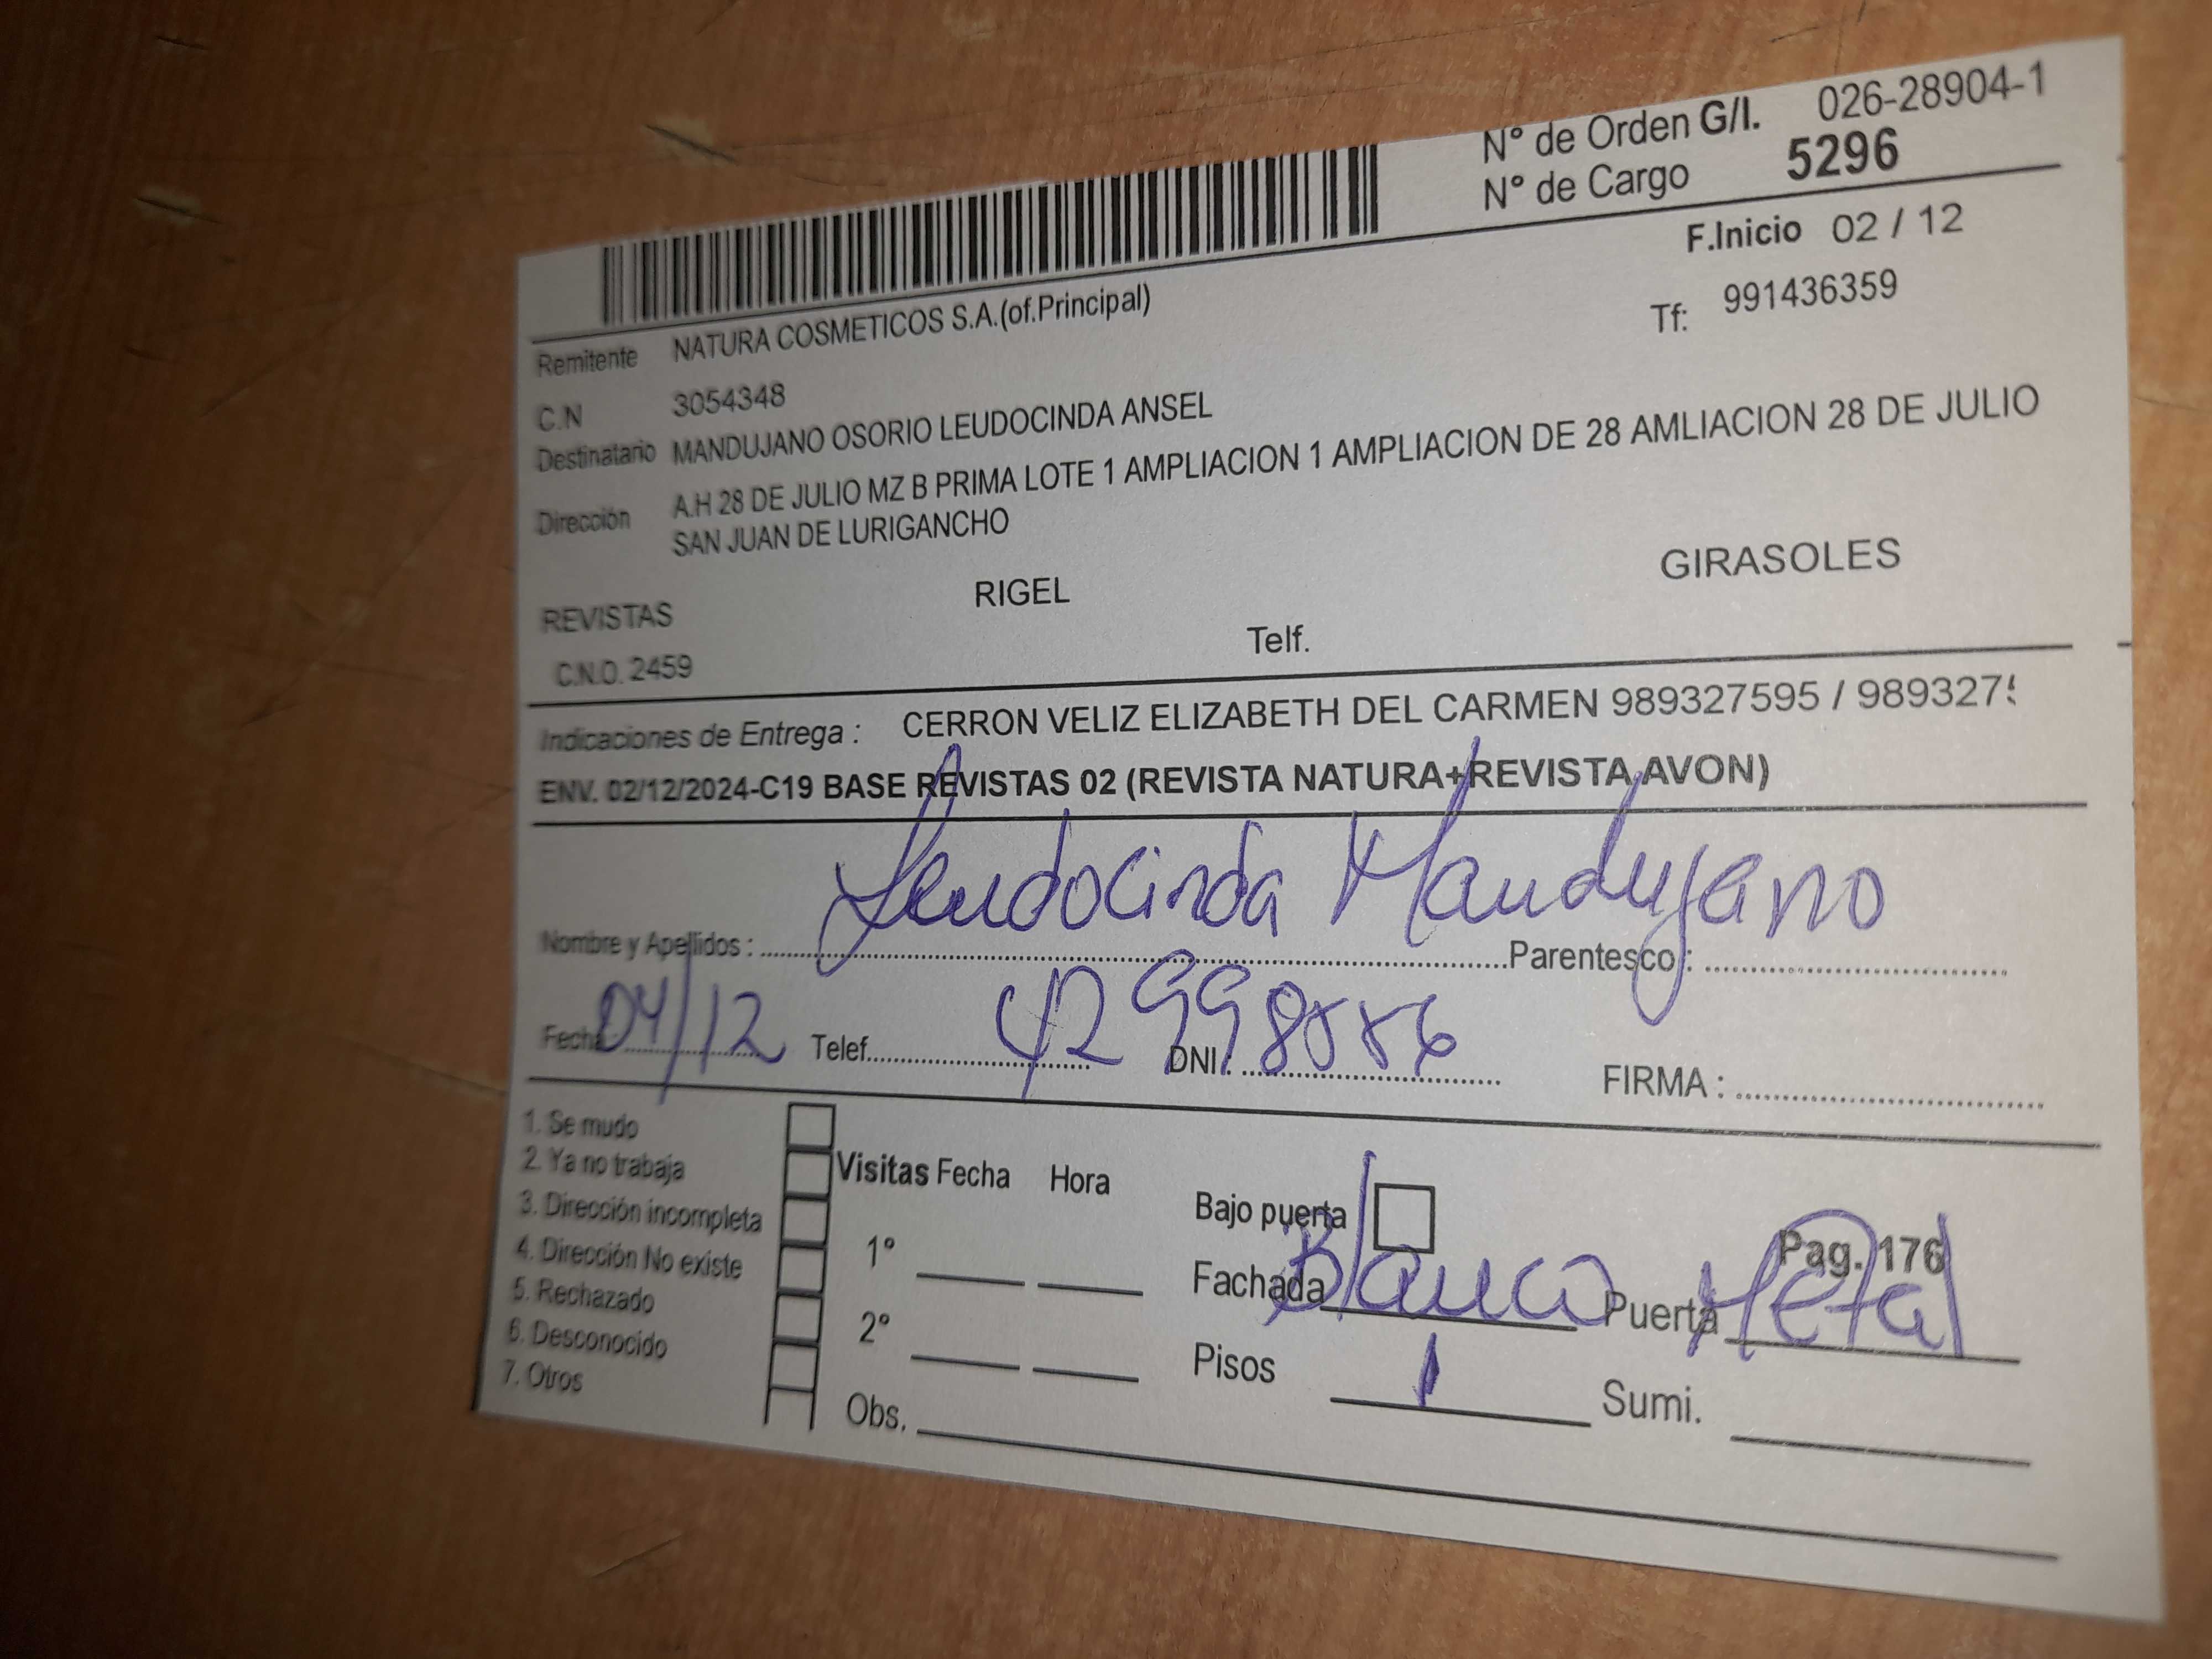 N° de Orden G/I. 026-28904-1
N° de Cargo 5296
F.Inicio 02 / 12
Remitente NATURA COSMETICOS S.A.(of.Principal) Tf: 991436359
C.N 3054348
Destinatario MANDUJANO OSORIO LEUDOCINDA ANSEL
Dirección A.H 28 DE JULIO MZ B PRIMA LOTE 1 AMPLIACION 1 AMPLIACION DE 28 AMLIACION 28 DE JULIO
SAN JUAN DE LURIGANCHO
REVISTAS RIGEL GIRASOLES
C.N.O. 2459 Telf.
Indicaciones de Entrega : CERRON VELIZ ELIZABETH DEL CARMEN 989327595 / 9893275
ENV. 02/12/2024-C19 BASE REVISTAS 02 (REVISTA NATURA+REVISTA AVON)
Leudocinda Mandujano
Nombre y Apellidos : Parentesco :
Fecha 04/12 Telef. DNI. FIRMA :
1. Se mudo
2. Ya no trabaja
3. Dirección incompleta
4. Dirección No existe
5. Rechazado
6. Desconocido
7. Otros
Visitas Fecha Hora
1°
2°
Obs.
Bajo puerta Pag. 176
Fachada Blanca Puerta Metal
Pisos 1 Sumi.